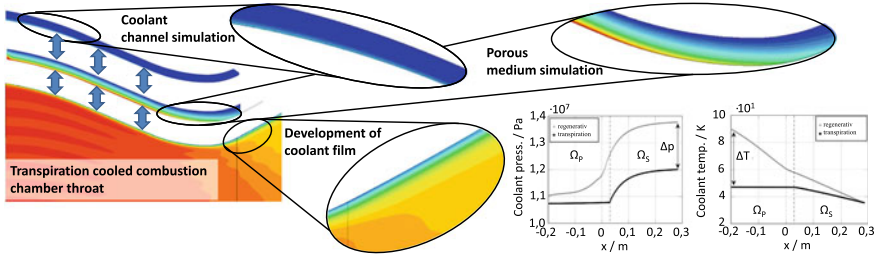 Coolant
channel simulation
Porous
medium simulation
Development of
coolant film
Transpiration cooled combustion
chamber throat
10⁷
1,4
1,3
1,2
1,1
1,0
Coolant press. / Pa
regenerativ
transpiration
Ω_P
Ω_S
Δp
-0,2 -0,1 0 0,1 0,2 0,3
x / m
10¹
10
8
6
4
2
Coolant temp. / K
regenerativ
transpiration
ΔT
Ω_P
Ω_S
-0,2 -0,1 0 0,1 0,2 0,3
x / m